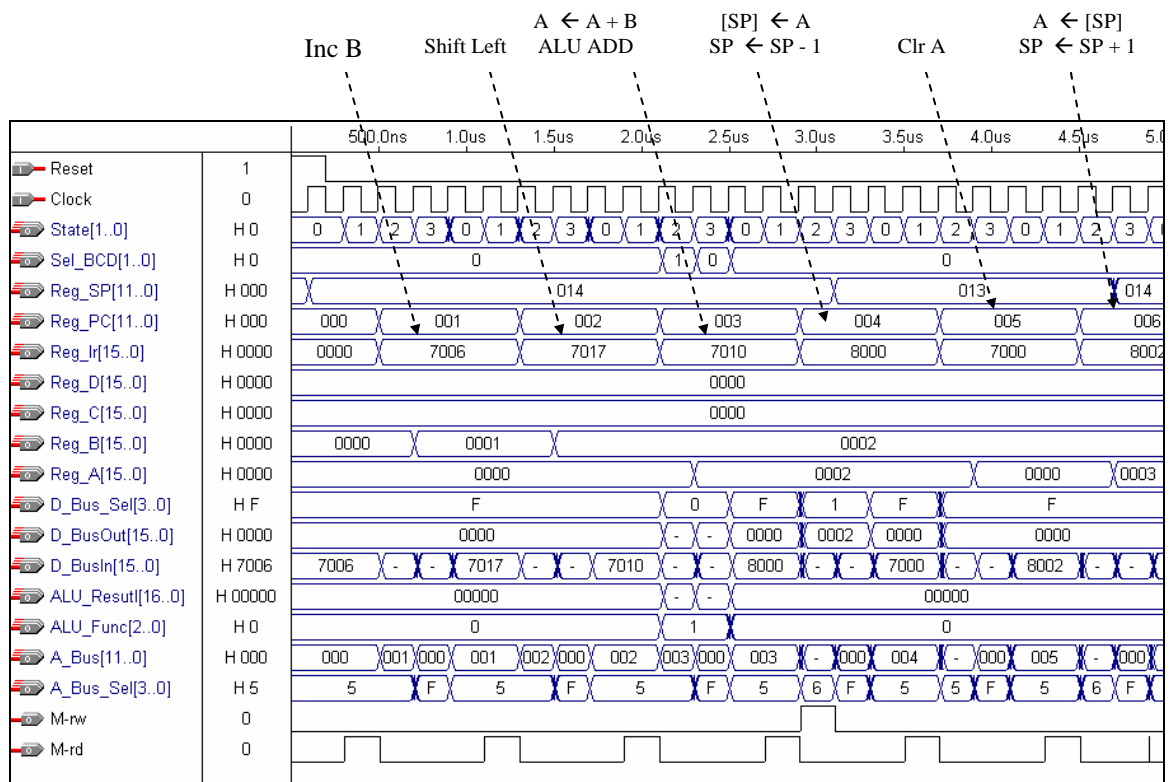 A ← A + B [SP] ← A A ← [SP]
Inc B Shift Left ALU ADD SP ← SP - 1 Clr A SP ← SP + 1
500.0ns 1.0us 1.5us 2.0us 2.5us 3.0us 3.5us 4.0us 4.5us 5.0
Reset 1
Clock 0
State[1..0] H 0 0 1 2 3 0 1 2 3 0 1 2 3 0 1 2 3 0 1 2 3 0 1 2 3
Sel_BCD[1..0] H 0 0 1 0 0
Reg_SP[11..0] H 000 014 013 014
Reg_PC[11..0] H 000 000 001 002 003 004 005 006
Reg_Ir[15..0] H 0000 0000 7006 7017 7010 8000 7000 8002
Reg_D[15..0] H 0000 0000
Reg_C[15..0] H 0000 0000
Reg_B[15..0] H 0000 0000 0001 0002
Reg_A[15..0] H 0000 0000 0002 0000 0003
D_Bus_Sel[3..0] H F F 0 F 1 F F
D_BusOut[15..0] H 0000 0000 - - 0000 0002 0000 0000
D_BusIn[15..0] H 7006 7006 - - 7017 - - 7010 - - 8000 - - 7000 - - 8002 - -
ALU_Resutl[16..0] H 00000 00000 - - 00000
ALU_Func[2..0] H 0 0 1 0
A_Bus[11..0] H 000 000 001 000 001 002 000 002 003 000 003 - 000 004 - 000 005 - 000
A_Bus_Sel[3..0] H 5 5 F 5 F 5 F 5 6 F 5 5 F 5 6 F
M-rw 0
M-rd 0